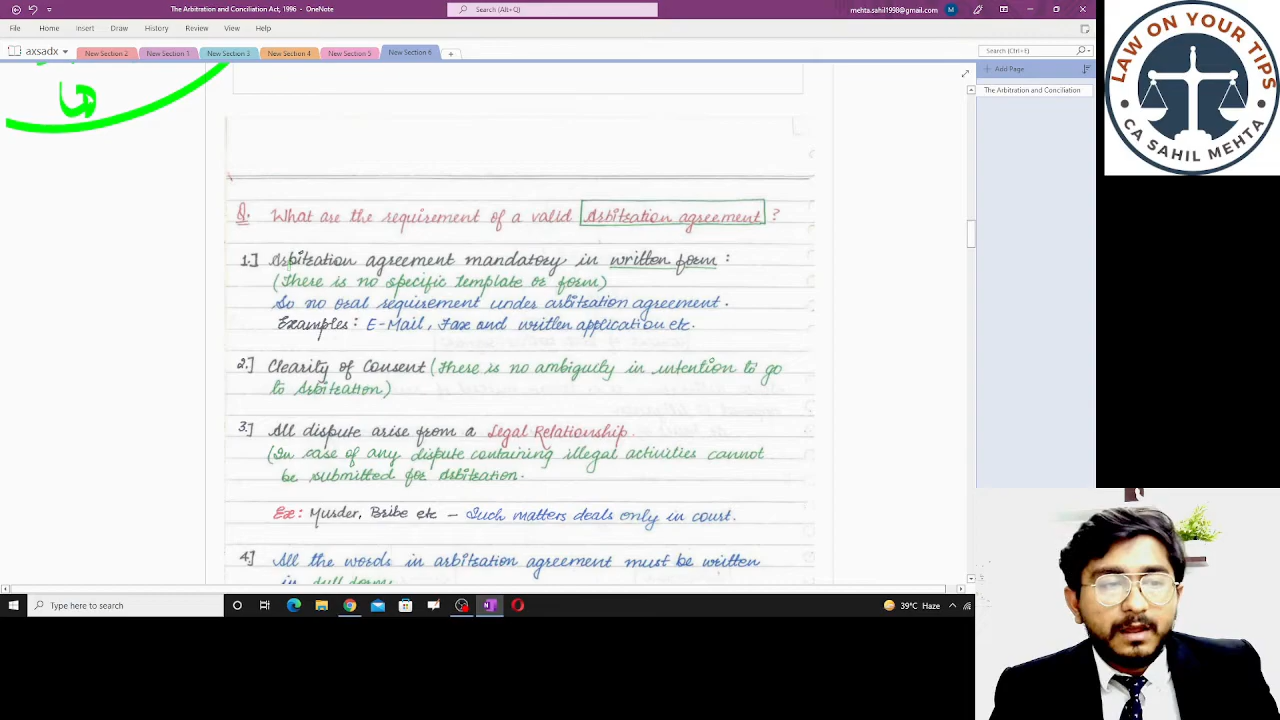 The Arbitration and Conciliation Act, 1996 - OneNote
Search (Alt+Q)
mehta.sahil1998@gmail.com
M
File Home Insert Draw History Review View Help
axsadx
New Section 2 New Section 1 New Section 3 New Section 4 New Section 5 New Section 6
Search (Ctrl+E)
Add Page
The Arbitration and Conciliation
LAW ON YOUR TIPS
CA SAHIL MEHTA
Q. What are the requirement of a valid Arbitration agreement ?
1.] Arbitration agreement mandatory in written form :
(There is no specific template or form)
So no oral requirement under arbitration agreement.
Examples : E-Mail, Fax and written application etc.
2.] Clearity of Consent (There is no ambiguity in intention to go
to Arbitration)
3.] All dispute arise from a Legal Relationship.
(In case of any dispute containing illegal activities cannot
be submitted for Arbitration.
Ex: Murder, Bribe etc – Such matters deals only in court.
4.] All the words in arbitration agreement must be written
Type here to search
39°C Haze